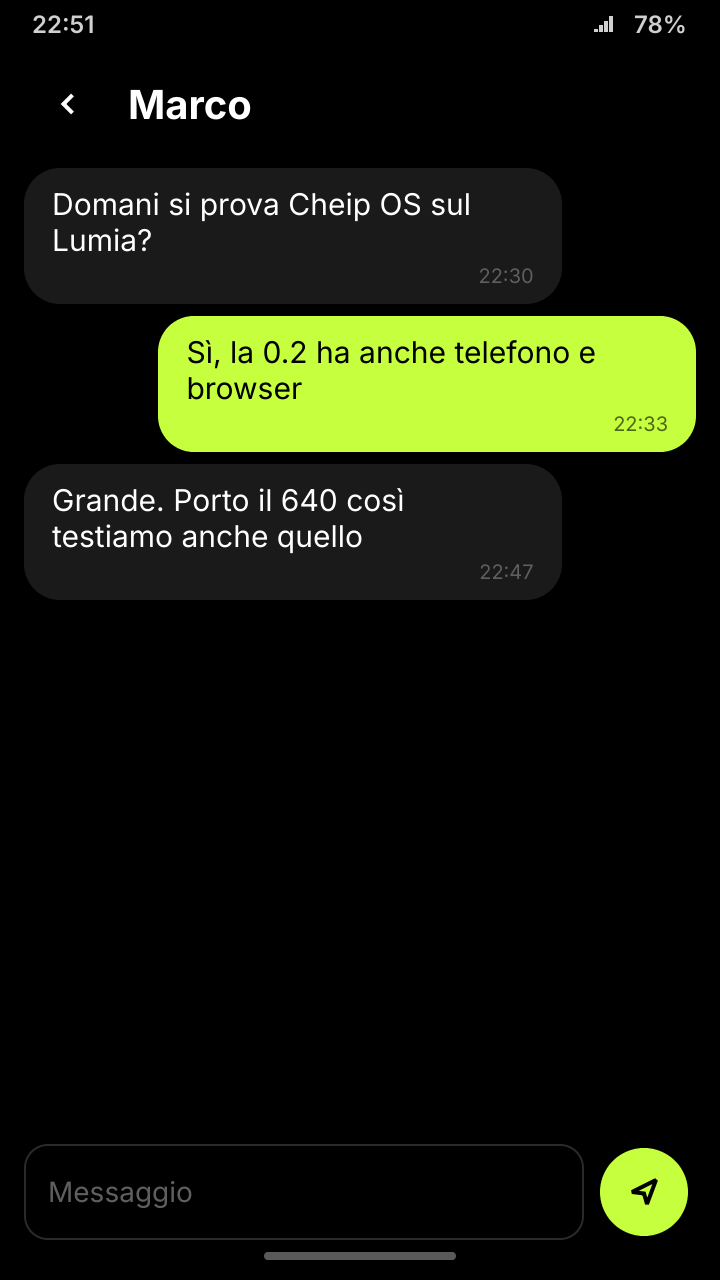 22:51
78%
Marco
Domani si prova Cheip OS sul
Lumia?
22:30
Sì, la 0.2 ha anche telefono e
browser
22:33
Grande. Porto il 640 così
testiamo anche quello
22:47
Messaggio